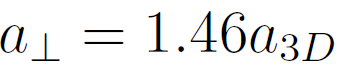 a⊥ = 1.46a3D